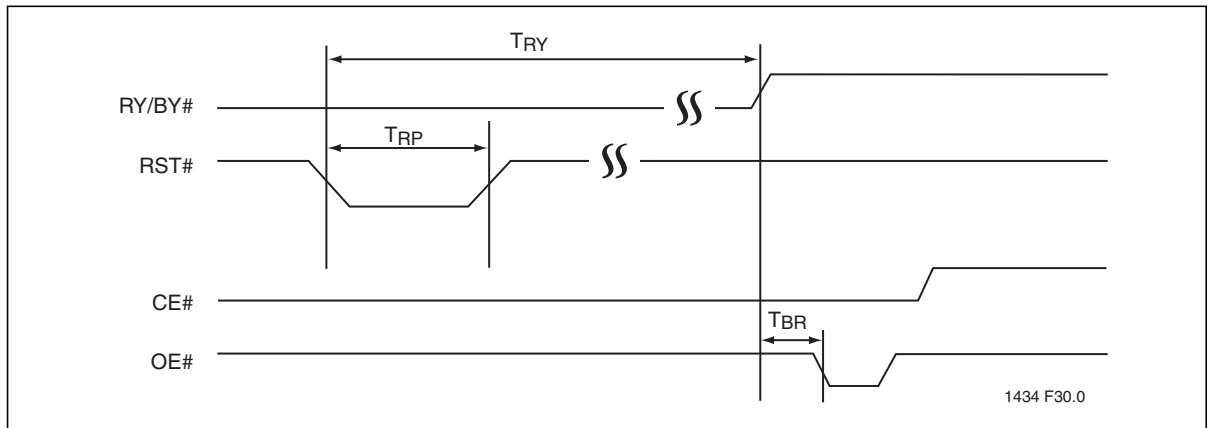 TRY
RY/BY#
TRP
RST#
CE#
TBR
OE#
1434 F30.0